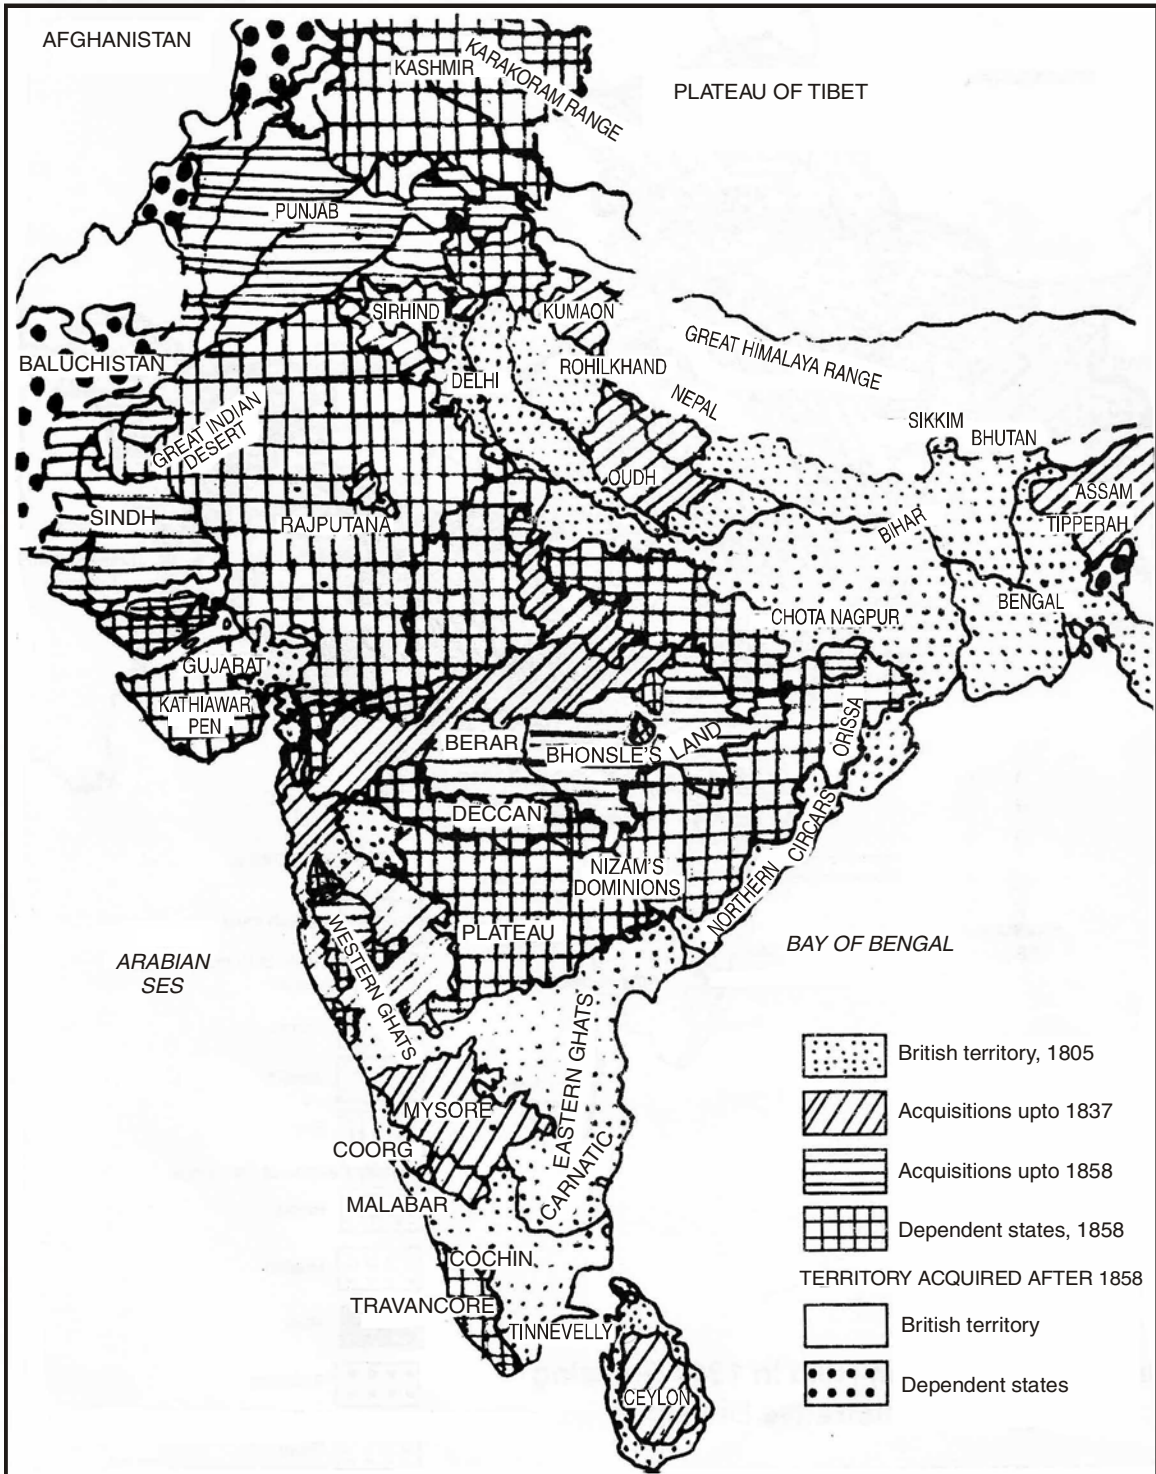 AFGHANISTAN
KASHMIR
KARAKORAM RANGE
PLATEAU OF TIBET
PUNJAB
SIRHIND
KUMAON
BALUCHISTAN
DELHI
ROHILKHAND
GREAT HIMALAYA RANGE
NEPAL
GREAT INDIAN
DESERT
SIKKIM
BHUTAN
OUDH
ASSAM
SINDH
RAJPUTANA
BIHAR
TIPPERAH
BENGAL
CHOTA NAGPUR
GUJARAT
KATHIAWAR
PEN
BERAR
BHONSLE'S LAND
ORISSA
DECCAN
NIZAM'S
DOMINIONS
NORTHERN CIRCARS
WESTERN GHATS
PLATEAU
ARABIAN
SES
BAY OF BENGAL
EASTERN GHATS
MYSORE
COORG
CARNATIC
MALABAR
COCHIN
TRAVANCORE
TINNEVELLY
CEYLON
British territory, 1805
Acquisitions upto 1837
Acquisitions upto 1858
Dependent states, 1858
TERRITORY ACQUIRED AFTER 1858
British territory
Dependent states